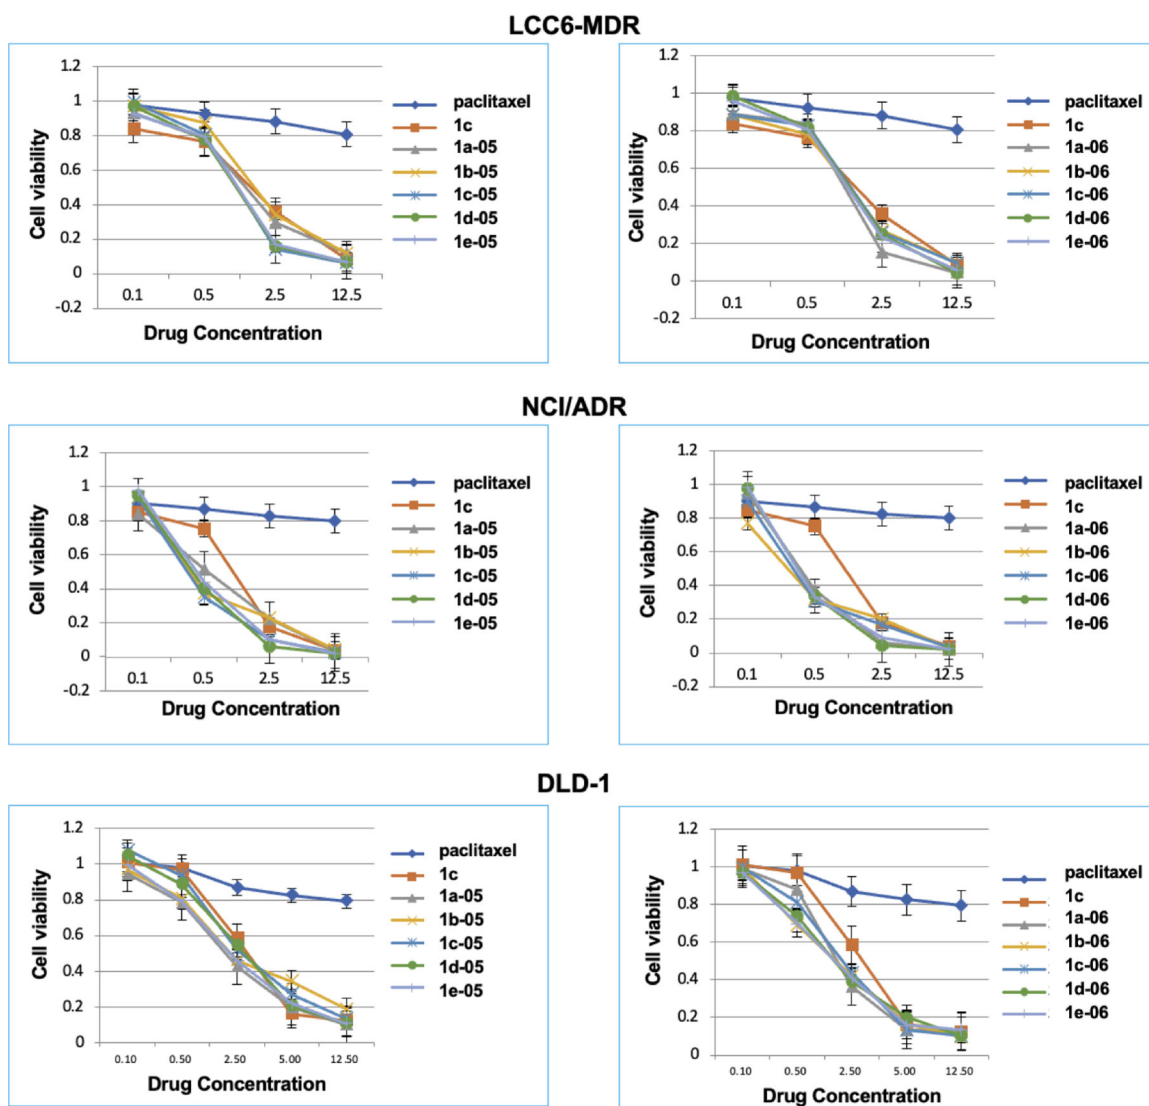 LCC6-MDR
1.2
1
0.8
0.6
0.4
0.2
0
-0.2
Cell viability
0.1 0.5 2.5 12.5
Drug Concentration
paclitaxel
1c
1a-05
1b-05
1c-05
1d-05
1e-05
1.2
1
0.8
0.6
0.4
0.2
0
-0.2
Cell viability
0.1 0.5 2.5 12.5
Drug Concentration
paclitaxel
1c
1a-06
1b-06
1c-06
1d-06
1e-06
NCI/ADR
1.2
1
0.8
0.6
0.4
0.2
0
-0.2
Cell viability
0.1 0.5 2.5 12.5
Drug Concentration
paclitaxel
1c
1a-05
1b-05
1c-05
1d-05
1e-05
1.2
1
0.8
0.6
0.4
0.2
0
-0.2
Cell viability
0.1 0.5 2.5 12.5
Drug Concentration
paclitaxel
1c
1a-06
1b-06
1c-06
1d-06
1e-06
DLD-1
1.2
1
0.8
0.6
0.4
0.2
0
Cell viability
0.10 0.50 2.50 5.00 12.50
Drug Concentration
paclitaxel
1c
1a-05
1b-05
1c-05
1d-05
1e-05
1.2
1
0.8
0.6
0.4
0.2
0
Cell viability
0.10 0.50 2.50 5.00 12.50
Drug Concentration
paclitaxel
1c
1a-06
1b-06
1c-06
1d-06
1e-06